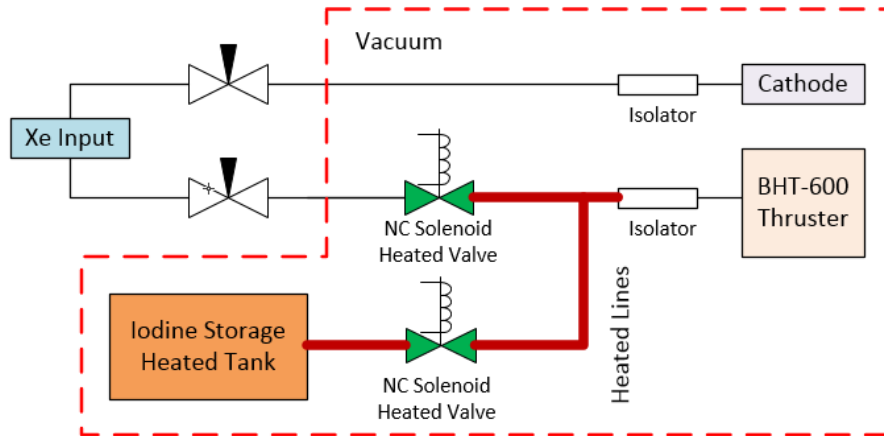 Vacuum
Cathode
Isolator
Xe Input
BHT-600
Thruster
NC Solenoid
Heated Valve
Isolator
Heated Lines
Iodine Storage
Heated Tank
NC Solenoid
Heated Valve